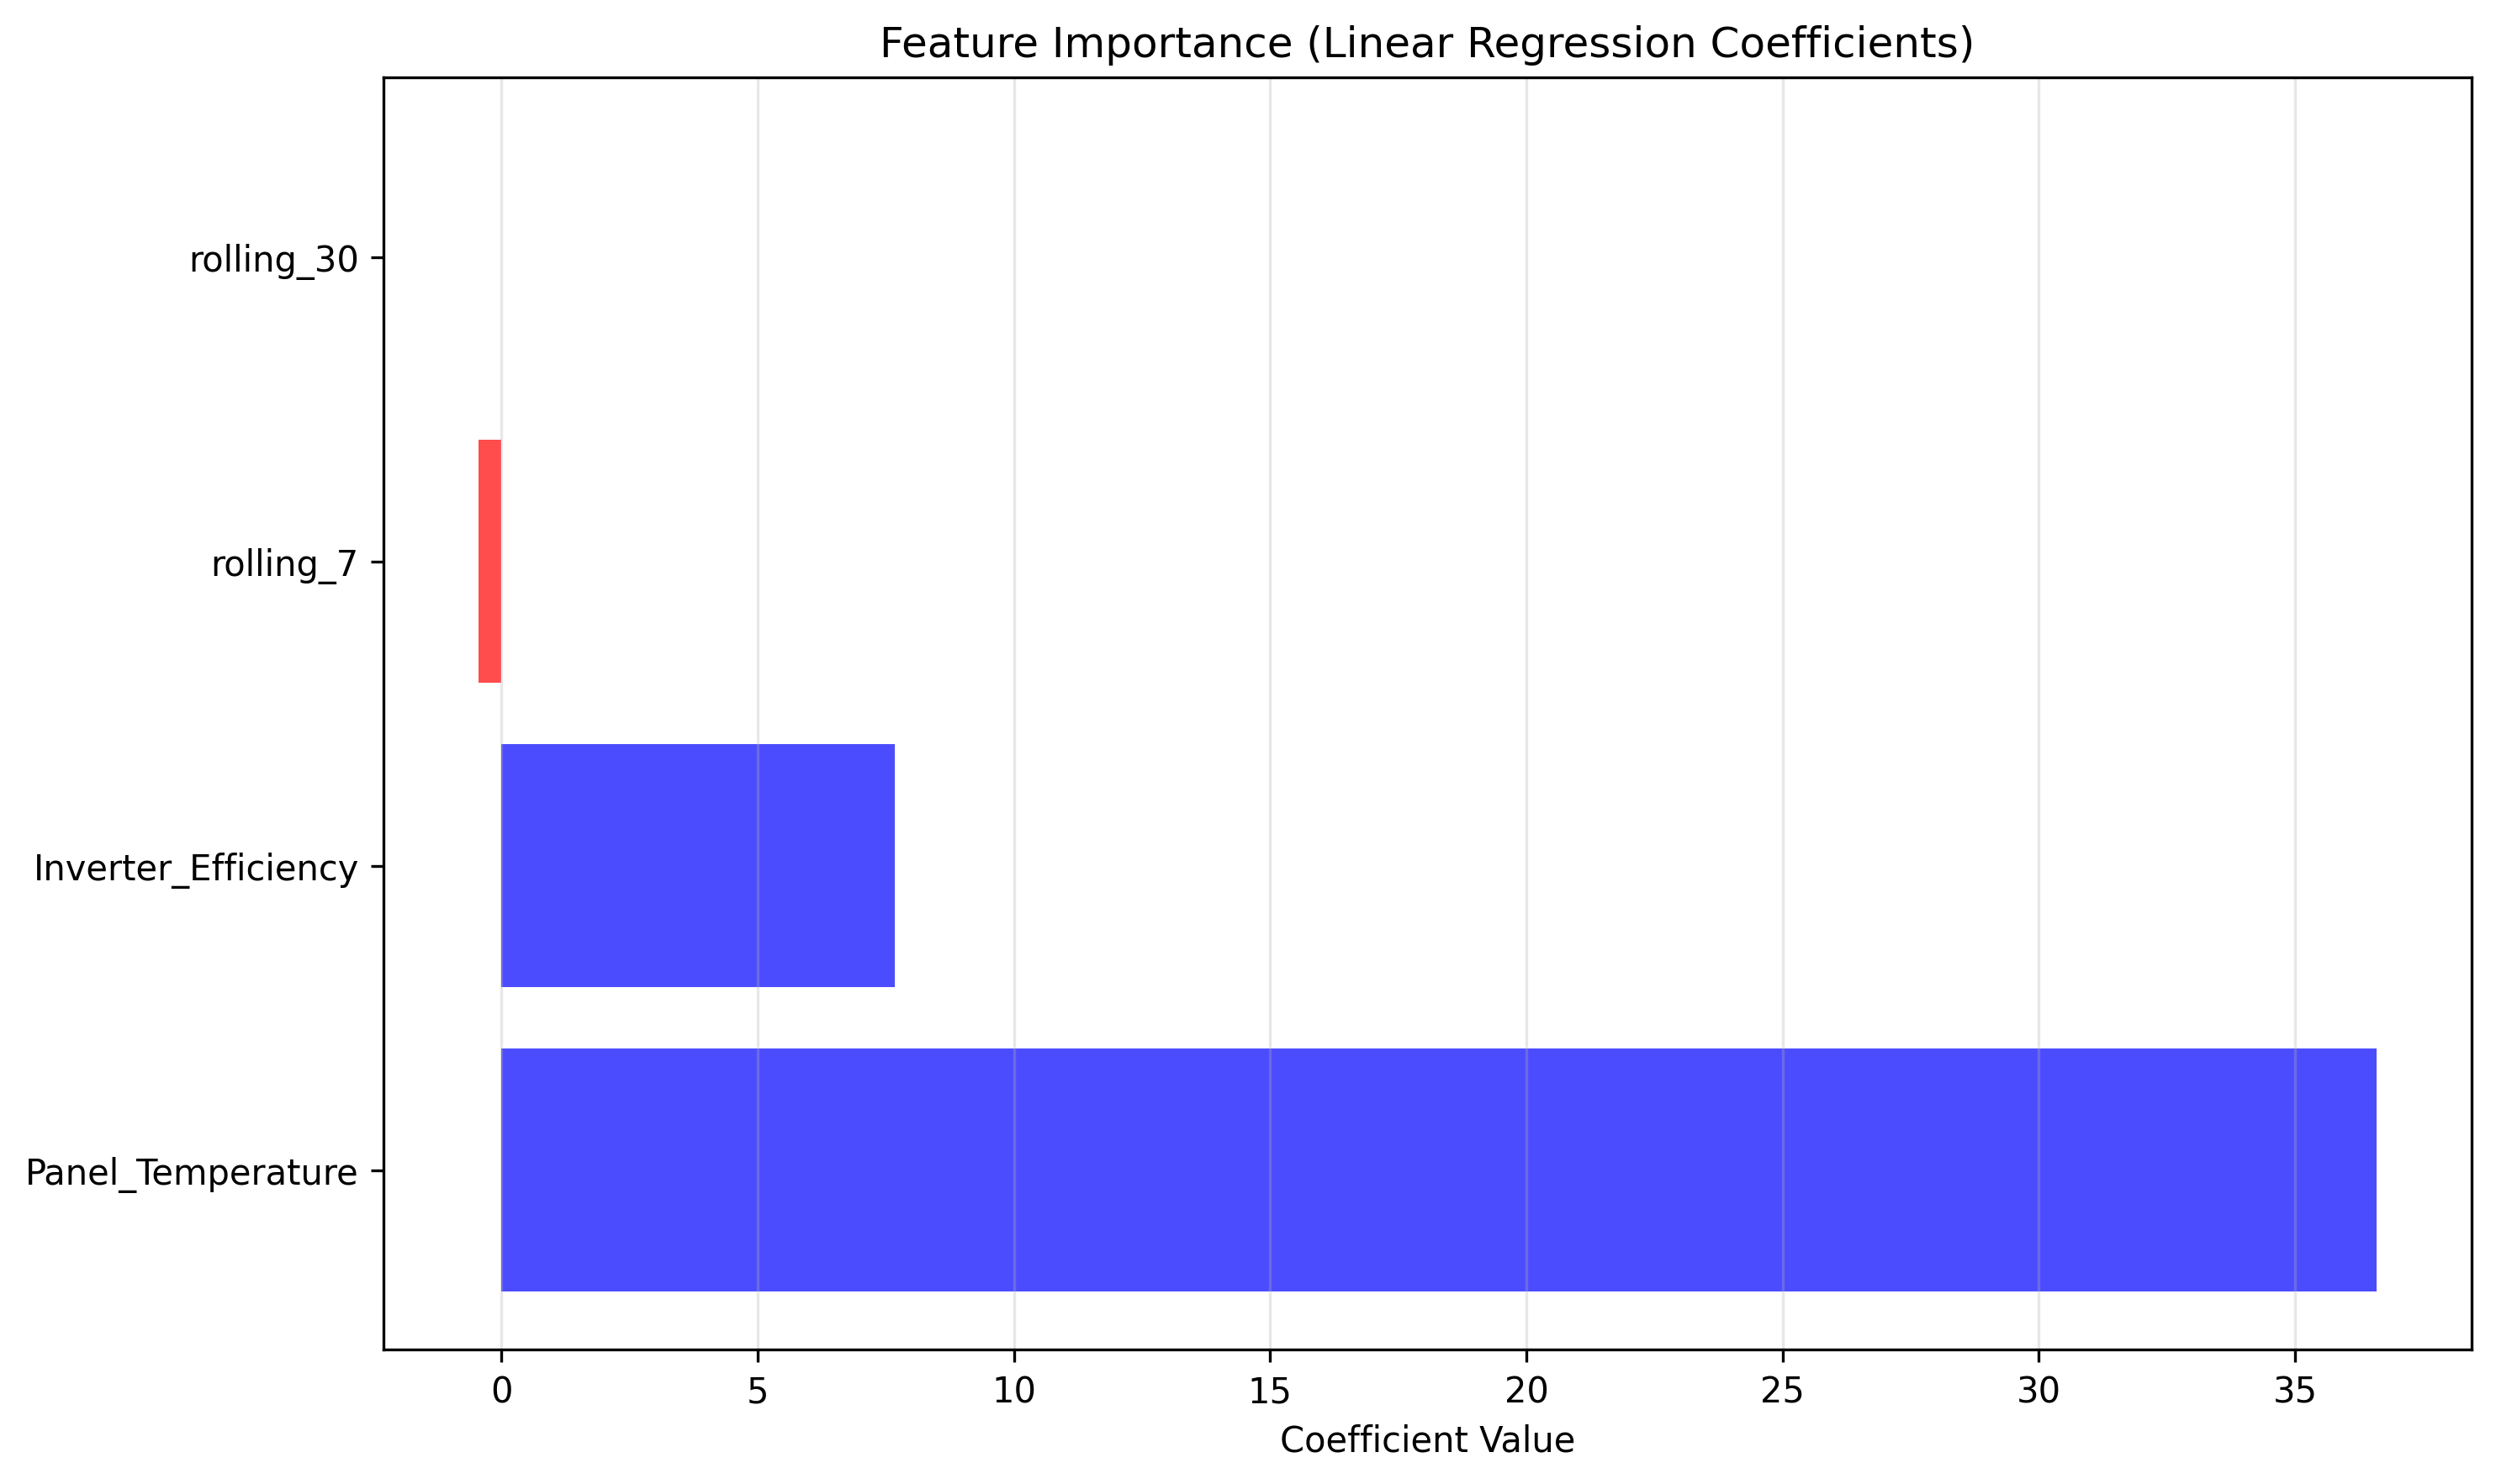 Feature Importance (Linear Regression Coefficients)
rolling_30
rolling_7
Inverter_Efficiency
Panel_Temperature
0 5 10 15 20 25 30 35
Coefficient Value